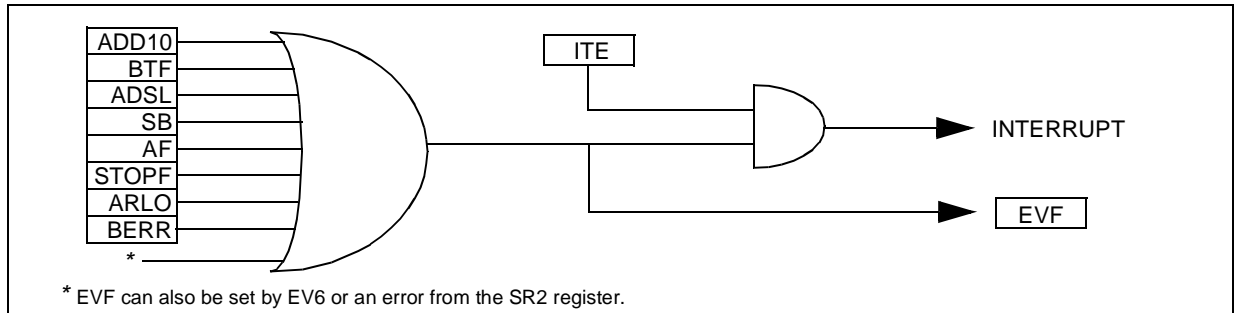 ADD10
BTF
ADSL
SB
AF
STOPF
ARLO
BERR
*
ITE
INTERRUPT
EVF
* EVF can also be set by EV6 or an error from the SR2 register.